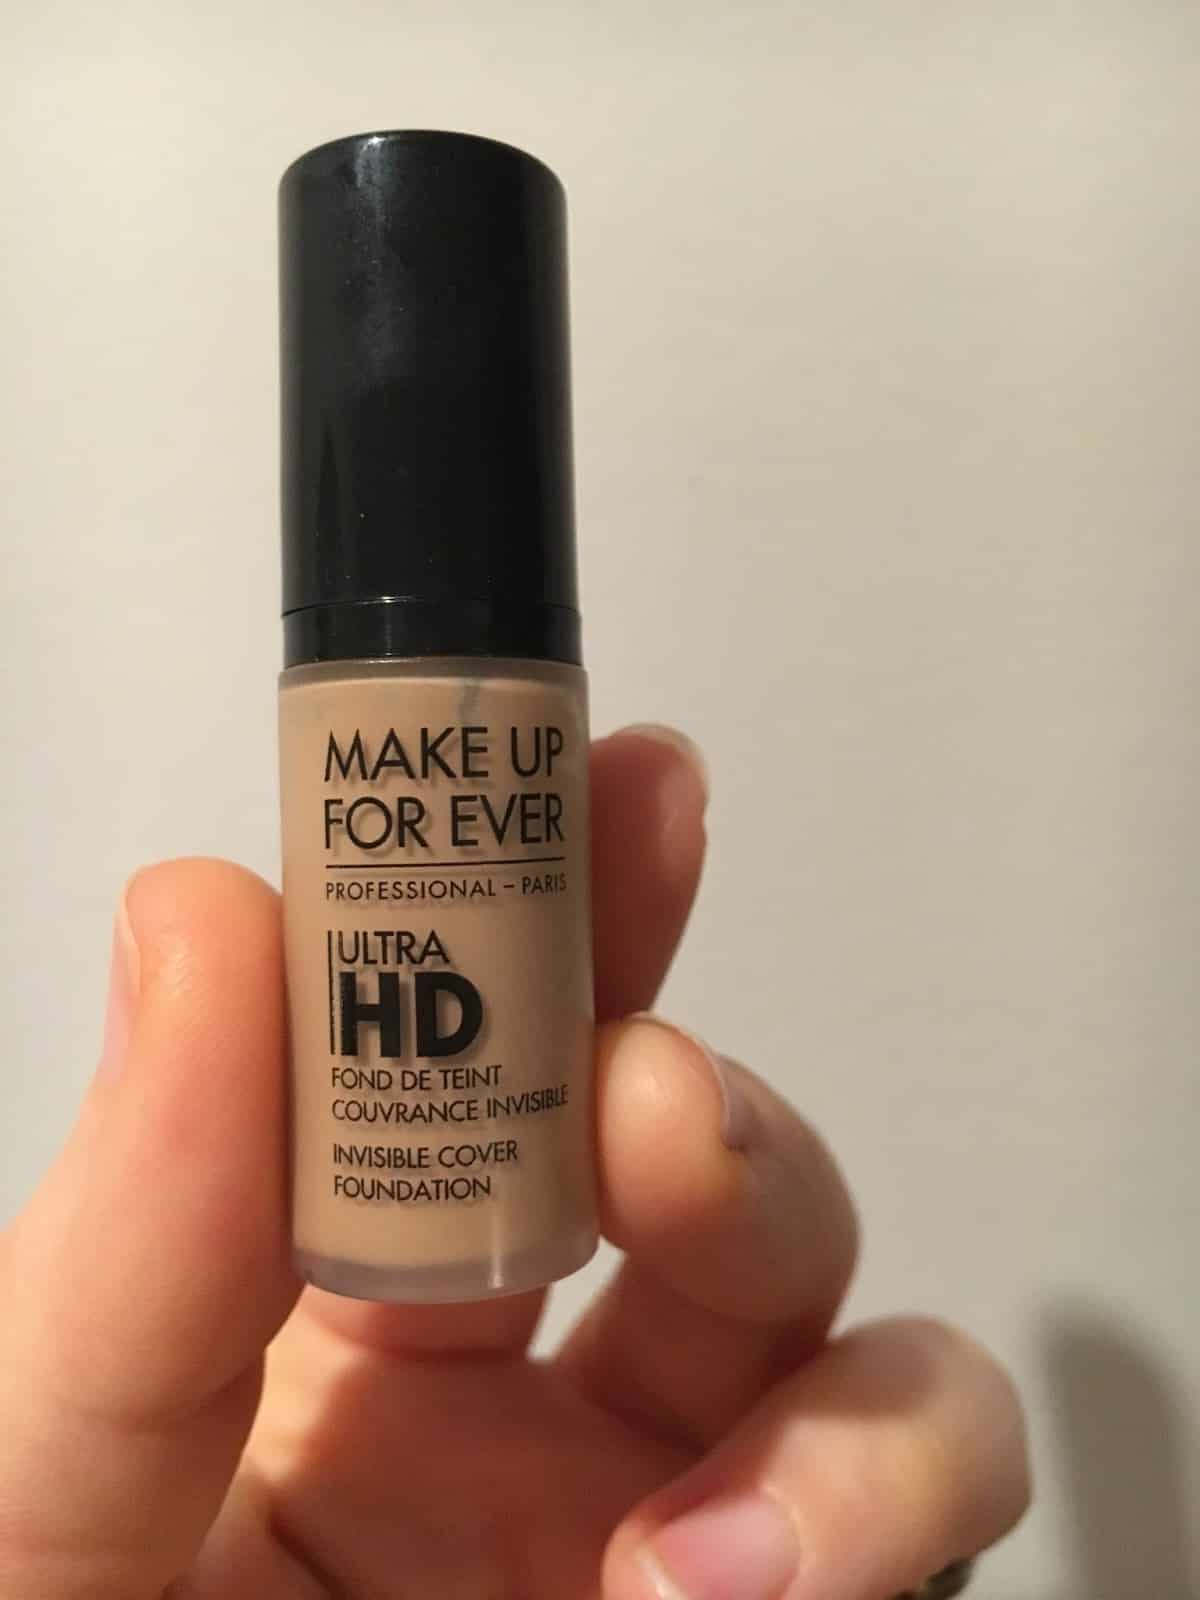 MAKE UP
FOR EVER
PROFESSIONAL – PARIS
ULTRA
HD
FOND DE TEINT
COUVRANCE INVISIBLE
INVISIBLE COVER
FOUNDATION